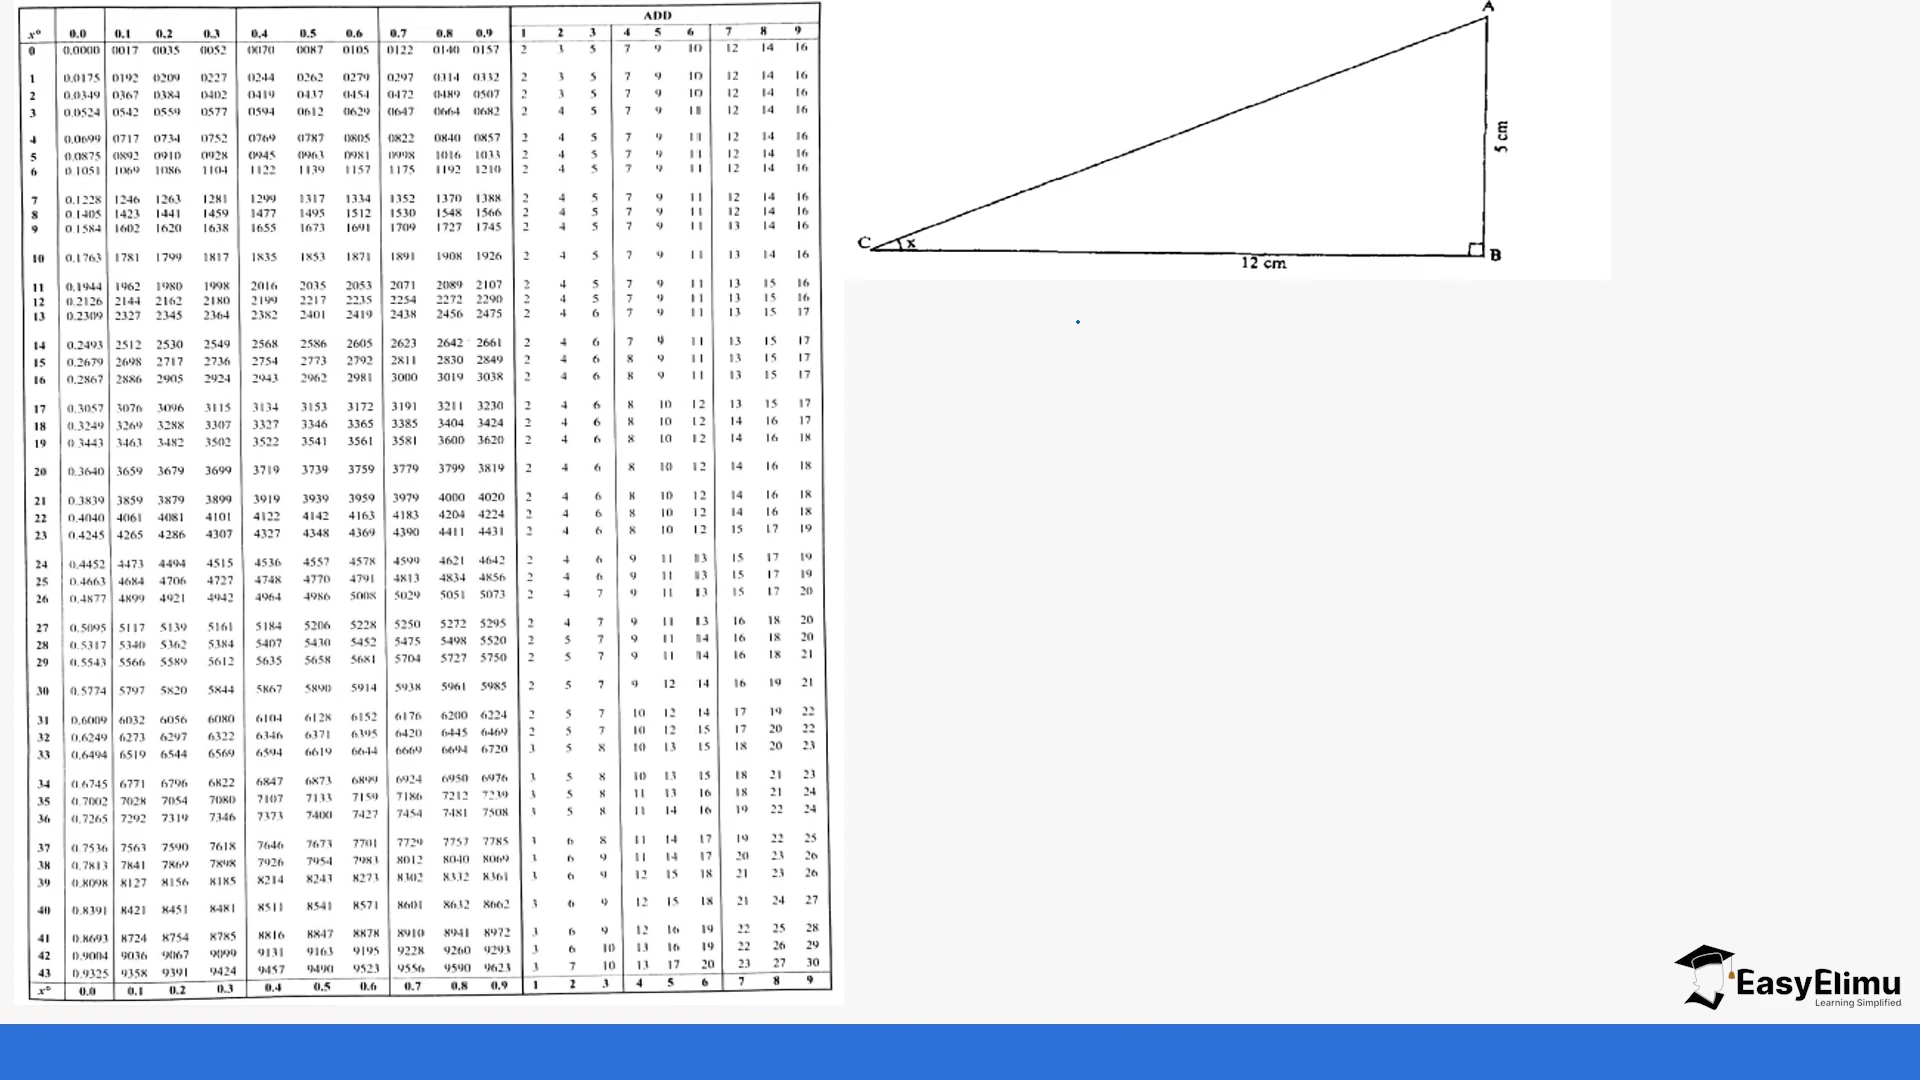 ADD
x° 0.0 0.1 0.2 0.3 0.4 0.5 0.6 0.7 0.8 0.9 1 2 3 4 5 6 7 8 9
0 0.0000 0017 0035 0052 0070 0087 0105 0122 0140 0157 2 3 5 7 9 10 12 14 16
1 0.0175 0192 0209 0227 0244 0262 0279 0297 0314 0332 2 3 5 7 9 10 12 14 16
2 0.0349 0367 0384 0402 0419 0437 0454 0472 0489 0507 2 3 5 7 9 10 12 14 16
3 0.0524 0542 0559 0577 0594 0612 0629 0647 0664 0682 2 4 5 7 9 11 12 14 16
4 0.0699 0717 0734 0752 0769 0787 0805 0822 0840 0857 2 4 5 7 9 11 12 14 16
5 0.0875 0892 0910 0928 0945 0963 0981 0998 1016 1033 2 4 5 7 9 11 12 14 16
6 0.1051 1069 1086 1104 1122 1139 1157 1175 1192 1210 2 4 5 7 9 11 12 14 16
7 0.1228 1246 1263 1281 1299 1317 1334 1352 1370 1388 2 4 5 7 9 11 12 14 16
8 0.1405 1423 1441 1459 1477 1495 1512 1530 1548 1566 2 4 5 7 9 11 12 14 16
9 0.1584 1602 1620 1638 1655 1673 1691 1709 1727 1745 2 4 5 7 9 11 13 14 16
10 0.1763 1781 1799 1817 1835 1853 1871 1891 1908 1926 2 4 5 7 9 11 13 14 16
11 0.1944 1962 1980 1998 2016 2035 2053 2071 2089 2107 2 4 5 7 9 11 13 15 16
12 0.2126 2144 2162 2180 2199 2217 2235 2254 2272 2290 2 4 5 7 9 11 13 15 16
13 0.2309 2327 2345 2364 2382 2401 2419 2438 2456 2475 2 4 6 7 9 11 13 15 17
14 0.2493 2512 2530 2549 2568 2586 2605 2623 2642 2661 2 4 6 7 9 11 13 15 17
15 0.2679 2698 2717 2736 2754 2773 2792 2811 2830 2849 2 4 6 8 9 11 13 15 17
16 0.2867 2886 2905 2924 2943 2962 2981 3000 3019 3038 2 4 6 8 9 11 13 15 17
17 0.3057 3076 3096 3115 3134 3153 3172 3191 3211 3230 2 4 6 8 10 12 13 15 17
18 0.3249 3269 3288 3307 3327 3346 3365 3385 3404 3424 2 4 6 8 10 12 14 16 17
19 0.3443 3463 3482 3502 3522 3541 3561 3581 3600 3620 2 4 6 8 10 12 14 16 18
20 0.3640 3659 3679 3699 3719 3739 3759 3779 3799 3819 2 4 6 8 10 12 14 16 18
21 0.3839 3859 3879 3899 3919 3939 3959 3979 4000 4020 2 4 6 8 10 12 14 16 18
22 0.4040 4061 4081 4101 4122 4142 4163 4183 4204 4224 2 4 6 8 10 12 14 16 18
23 0.4245 4265 4286 4307 4327 4348 4369 4390 4411 4431 2 4 6 8 10 12 15 17 19
24 0.4452 4473 4494 4515 4536 4557 4578 4599 4621 4642 2 4 6 9 11 13 15 17 19
25 0.4663 4684 4706 4727 4748 4770 4791 4813 4834 4856 2 4 6 9 11 13 15 17 19
26 0.4877 4899 4921 4942 4964 4986 5008 5029 5051 5073 2 4 7 9 11 13 15 17 20
27 0.5095 5117 5139 5161 5184 5206 5228 5250 5272 5295 2 4 7 9 11 13 16 18 20
28 0.5317 5340 5362 5384 5407 5430 5452 5475 5498 5520 2 5 7 9 11 14 16 18 20
29 0.5543 5566 5589 5612 5635 5658 5681 5704 5727 5750 2 5 7 9 11 14 16 18 21
30 0.5774 5797 5820 5844 5867 5890 5914 5938 5961 5985 2 5 7 9 12 14 16 19 21
31 0.6009 6032 6056 6080 6104 6128 6152 6176 6200 6224 2 5 7 10 12 14 17 19 22
32 0.6249 6273 6297 6322 6346 6371 6395 6420 6445 6469 2 5 7 10 12 15 17 20 22
33 0.6494 6519 6544 6569 6594 6619 6644 6669 6694 6720 3 5 8 10 13 15 18 20 23
34 0.6745 6771 6796 6822 6847 6873 6899 6924 6950 6976 3 5 8 10 13 15 18 21 23
35 0.7002 7028 7054 7080 7107 7133 7159 7186 7212 7239 3 5 8 11 13 16 18 21 24
36 0.7265 7292 7319 7346 7373 7400 7427 7454 7481 7508 3 5 8 11 14 16 19 22 24
37 0.7536 7563 7590 7618 7646 7673 7701 7729 7757 7785 3 6 8 11 14 17 19 22 25
38 0.7813 7841 7869 7898 7926 7954 7983 8012 8040 8069 3 6 9 11 14 17 20 23 26
39 0.8098 8127 8156 8185 8214 8243 8273 8302 8332 8361 3 6 9 12 15 18 21 23 26
40 0.8391 8421 8451 8481 8511 8541 8571 8601 8632 8662 3 6 9 12 15 18 21 24 27
41 0.8693 8724 8754 8785 8816 8847 8878 8910 8941 8972 3 6 9 12 16 19 22 25 28
42 0.9004 9036 9067 9099 9131 9163 9195 9228 9260 9293 3 6 10 13 16 19 22 26 29
43 0.9325 9358 9391 9424 9457 9490 9523 9556 9590 9623 3 7 10 13 17 20 23 27 30
x° 0.0 0.1 0.2 0.3 0.4 0.5 0.6 0.7 0.8 0.9 1 2 3 4 5 6 7 8 9
A
5 cm
C x
B
12 cm
EasyElimu
Learning Simplified